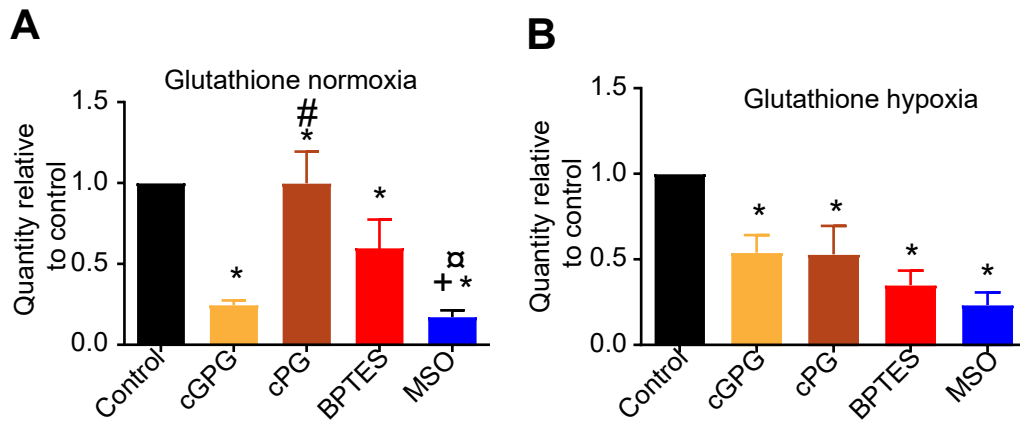 A
Glutathione normoxia
Quantity relative
to control
1.5
1.0
0.5
0.0
#
*
*
*
¤
+ *
Control
cGPG
cPG
BPTES
MSO
B
Glutathione hypoxia
Quantity relative
to control
1.5
1.0
0.5
0.0
*
*
*
*
Control
cGPG
cPG
BPTES
MSO